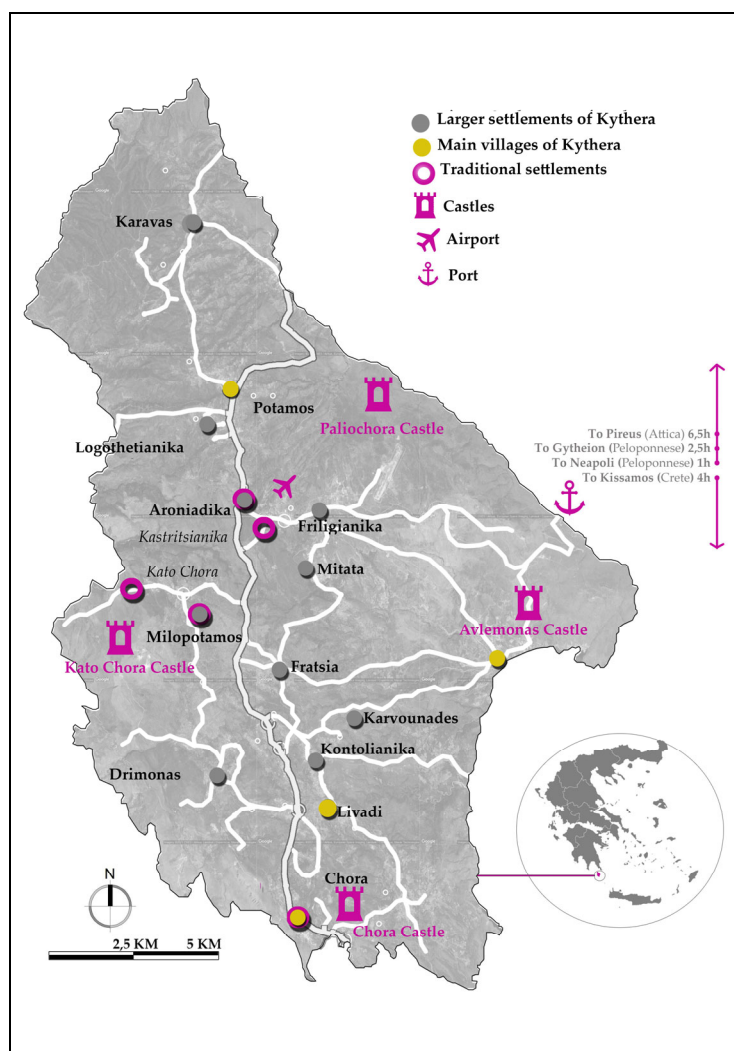 Larger settlements of Kythera
Main villages of Kythera
Traditional settlements
Castles
Airport
Port
Karavas
Potamos
Paliochora Castle
Logothetianika
To Pireus (Attica) 6,5h
To Gytheion (Peloponnese) 2,5h
To Neapoli (Peloponnese) 1h
To Kissamos (Crete) 4h
Aroniadika
Friligianika
Kastritsianika
Kato Chora
Mitata
Milopotamos
Avlemonas Castle
Kato Chora Castle
Fratsia
Karvounades
Kontolianika
Drimonas
Livadi
Chora
Chora Castle
N
2,5 KM 5 KM